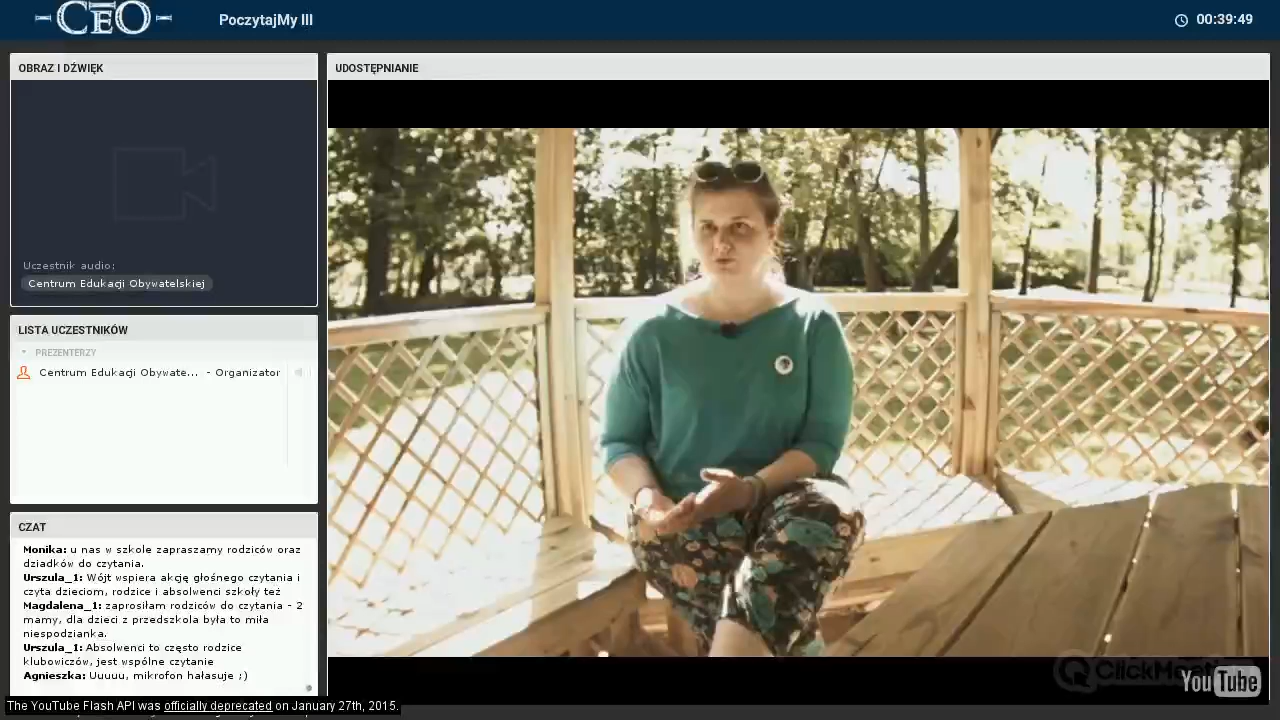 CEO
PoczytajMy III
00:39:49
OBRAZ I DŹWIĘK
UDOSTĘPNIANIE
Uczestnik audio:
Centrum Edukacji Obywatelskiej
LISTA UCZESTNIKÓW
PREZENTERZY
Centrum Edukacji Obywate... - Organizator
CZAT
Monika: u nas w szkole zapraszamy rodziców oraz
dziadków do czytania.
Urszula_1: Wójt wspiera akcję głośnego czytania i
czyta dzieciom, rodzice i absolwenci szkoły też
Magdalena_1: zaprosiłam rodziców do czytania - 2
mamy, dla dzieci z przedszkola była to miła
niespodzianka.
Urszula_1: Absolwenci to często rodzice
klubowiczów, jest wspólne czytanie
Agnieszka: Uuuuu, mikrofon hałasuje ;)
ClickMeet
YouTube
The YouTube Flash API was officially deprecated on January 27th, 2015.